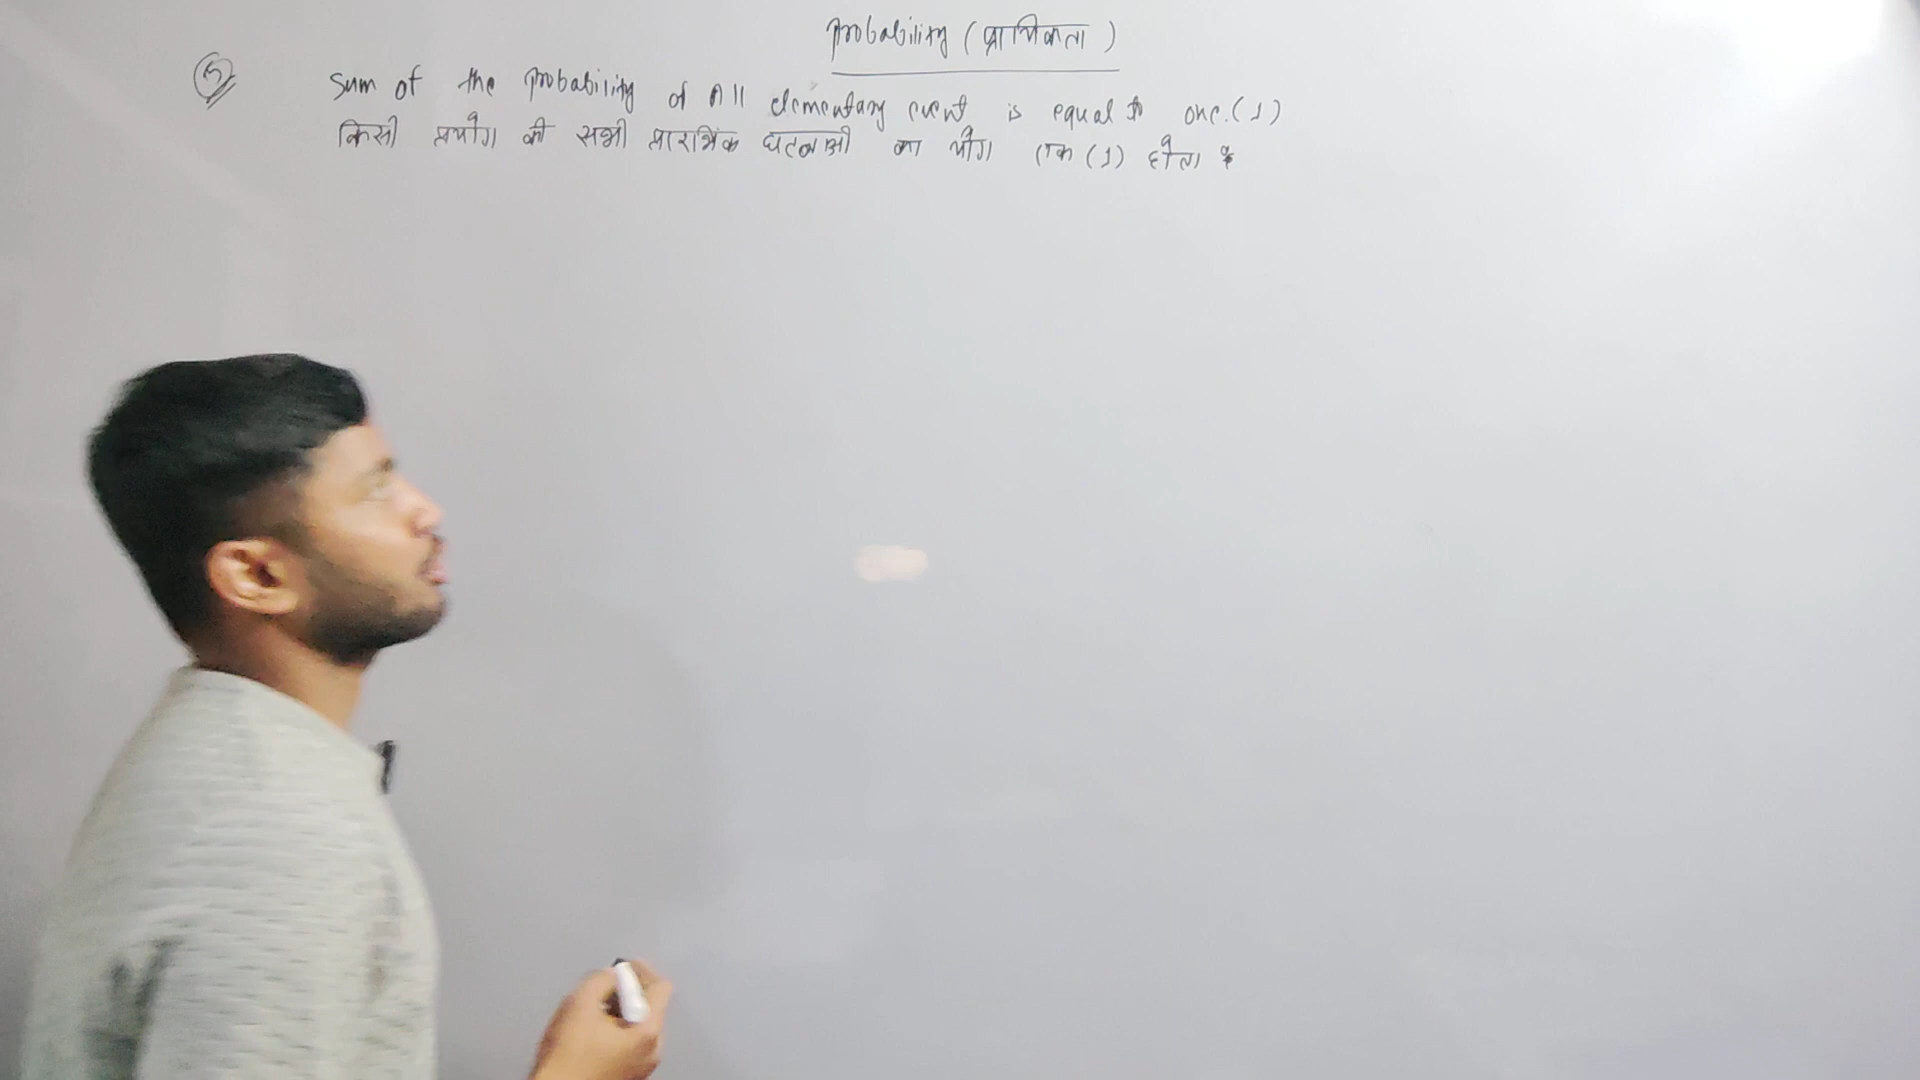 Probability (प्रायिकता)
(5) Sum of the probability of All elementary event is equal to one. (1)
किसी प्रयोग की सभी प्रारंभिक घटनाओ का योग एक (1) होता है